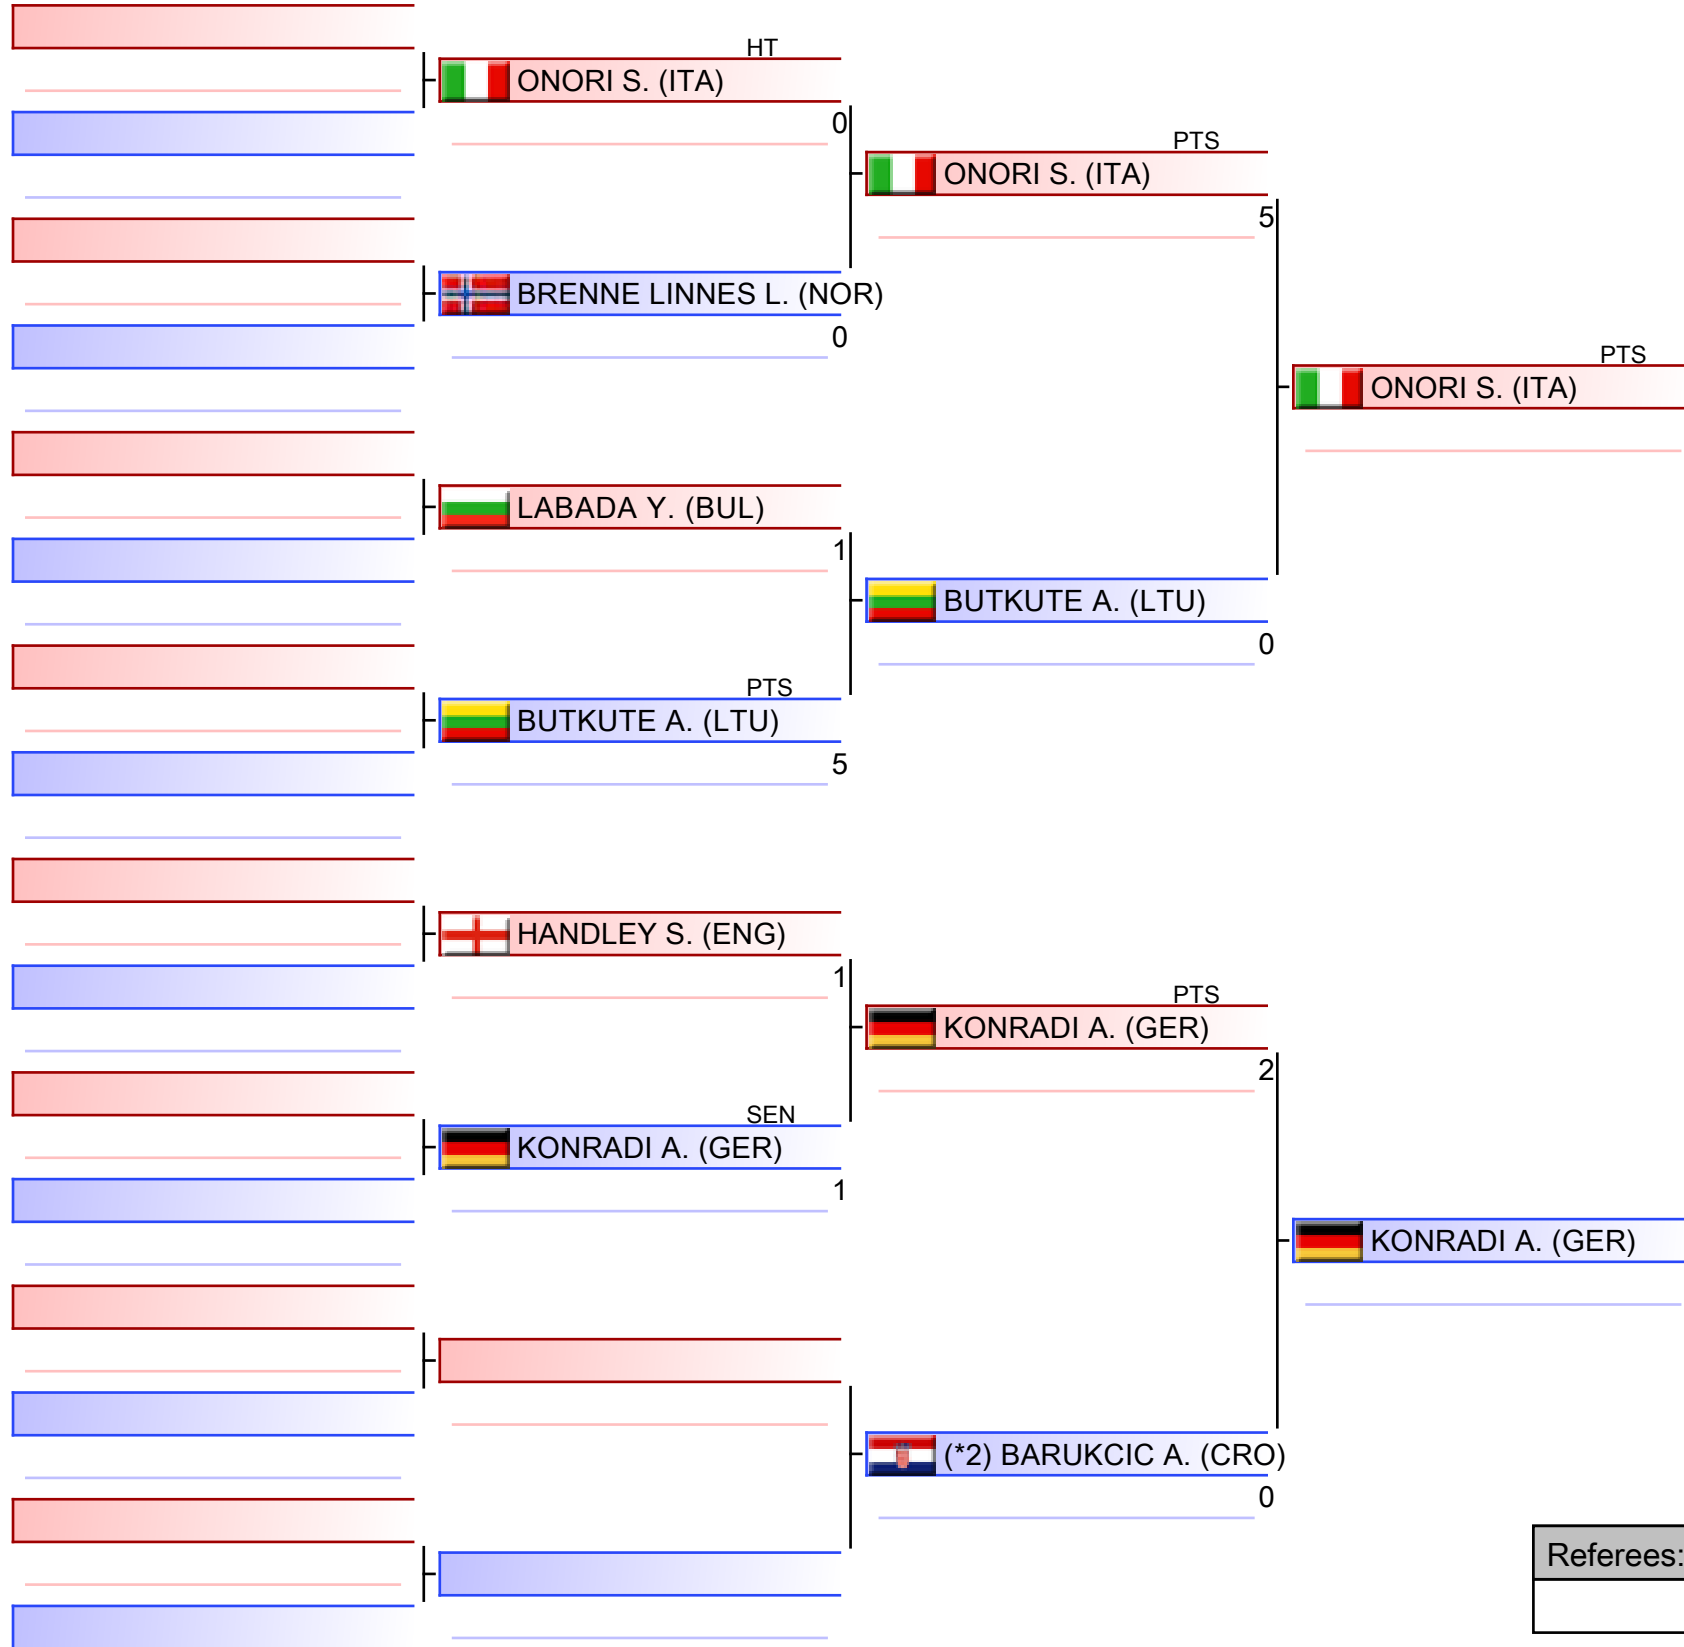 HT
ONORI S. (ITA)
0
PTS
ONORI S. (ITA)
5
BRENNE LINNES L. (NOR)
0
PTS
ONORI S. (ITA)
LABADA Y. (BUL)
1
BUTKUTE A. (LTU)
0
PTS
BUTKUTE A. (LTU)
5
HANDLEY S. (ENG)
1
PTS
KONRADI A. (GER)
2
SEN
KONRADI A. (GER)
1
KONRADI A. (GER)
(*2) BARUKCIC A. (CRO)
0
Referees: